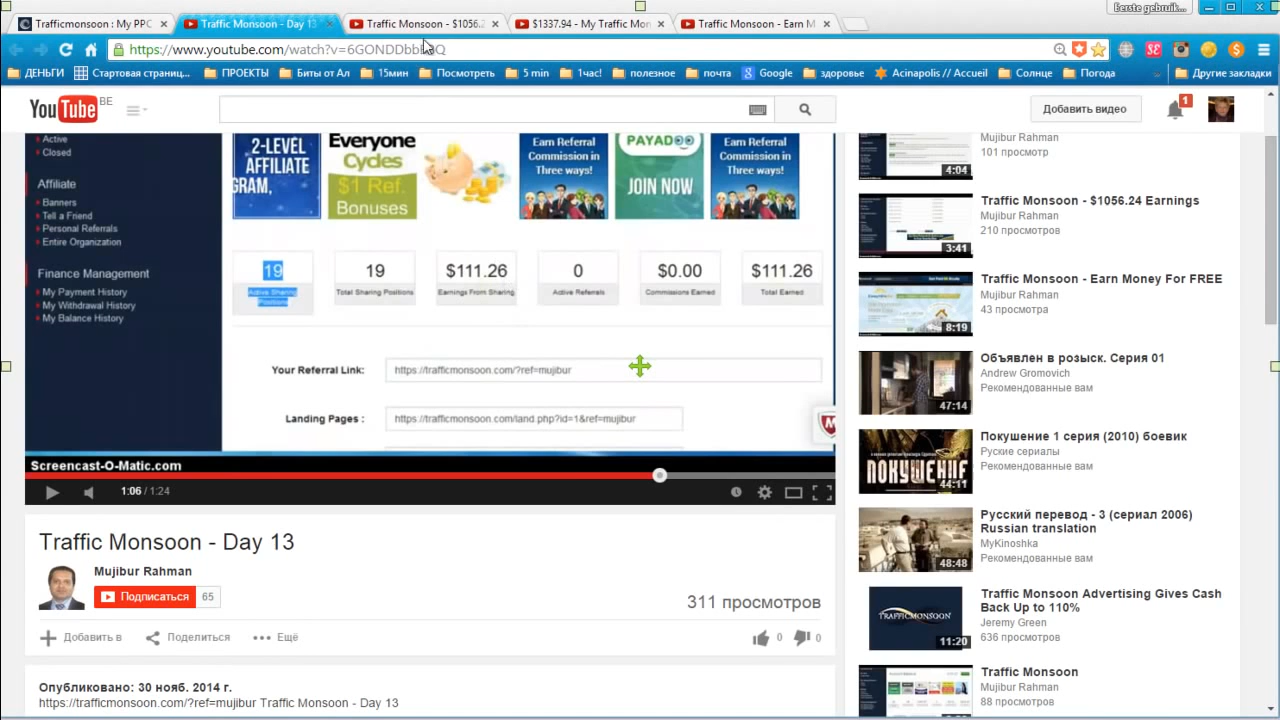 Eerste gebruik...
Trafficmonsoon : My PPC
Traffic Monsoon - Day 13
Traffic Monsoon - $1056.2
$1337.94 - My Traffic Mon
Traffic Monsoon - Earn M
https://www.youtube.com/watch?v=6GONDDbb
ДЕНЬГИ
Стартовая страниц...
ПРОЕКТЫ
Биты от Ал
15мин
Посмотреть
5 min
1час!
полезное
почта
Google
здоровье
Acinapolis // Accueil
Солнце
Погода
Другие закладки
YouTube BE
Добавить видео
1
Active
Closed
Affiliate
Banners
Tell a Friend
Personal Referrals
Entire Organization
Finance Management
My Payment History
My Withdrawal History
My Balance History
2-LEVEL
AFFILIATE
GRAM
Everyone
Cycles
$1 Ref.
Bonuses
Earn Referral
Commission in
Three ways!
PAYAD
JOIN NOW
Earn Referral
Commission in
Three ways!
19
Active Sharing
Positions
19
Total Sharing Positions
$111.26
Earnings From Sharing
0
Active Referrals
$0.00
Commissions Earned
$111.26
Total Earned
Your Referral Link:
https://trafficmonsoon.com/?ref=mujibur
Landing Pages :
https://trafficmonsoon.com/land.php?id=1&ref=mujibur
Screencast-O-Matic.com
1:06 / 1:24
Traffic Monsoon - Day 13
Mujibur Rahman
Подписаться
65
311 просмотров
Добавить в
Поделиться
Ещё
0
0
Опубликовано: 30
г.
Traffic Monsoon - Day
Mujibur Rahman
101 просмотр
4:04
Traffic Monsoon - $1056.24 Earnings
Mujibur Rahman
210 просмотров
3:41
Traffic Monsoon - Earn Money For FREE
Mujibur Rahman
43 просмотра
8:19
Объявлен в розыск. Серия 01
Andrew Gromovich
Рекомендованные вам
47:14
Покушение 1 серия (2010) боевик
Руские сериалы
Рекомендованные вам
ПОКУШЕНИЕ
44:11
Русский перевод - 3 (сериал 2006)
Russian translation
MyKinoshka
Рекомендованные вам
48:48
Traffic Monsoon Advertising Gives Cash
Back Up to 110%
Jeremy Green
636 просмотров
TRAFFICMONSOON
11:20
Traffic Monsoon
Mujibur Rahman
88 просмотров